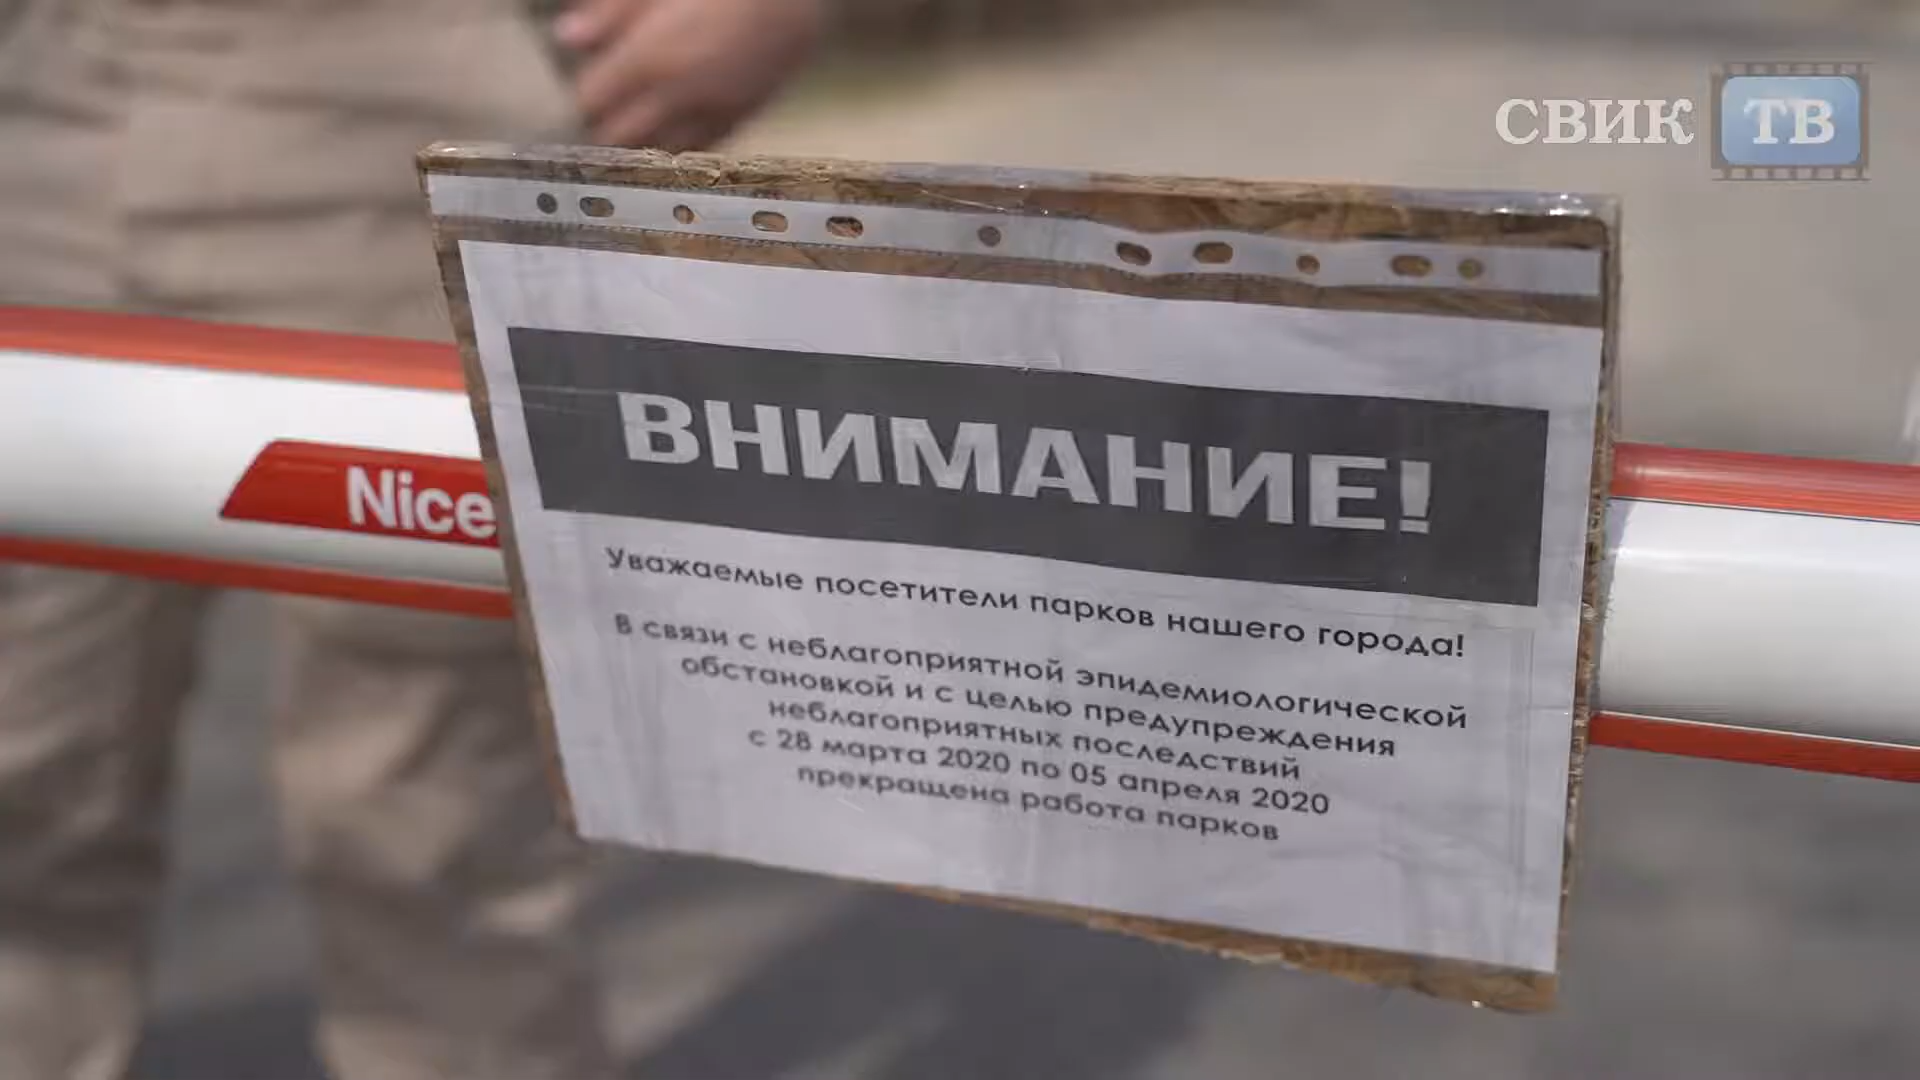 СВИК ТВ
ВНИМАНИЕ!
Nice
Уважаемые посетители парков нашего города!
В связи с неблагоприятной эпидемиологической
обстановкой и с целью предупреждения
неблагоприятных последствий
с 28 марта 2020 по 05 апреля 2020
прекращена работа парков